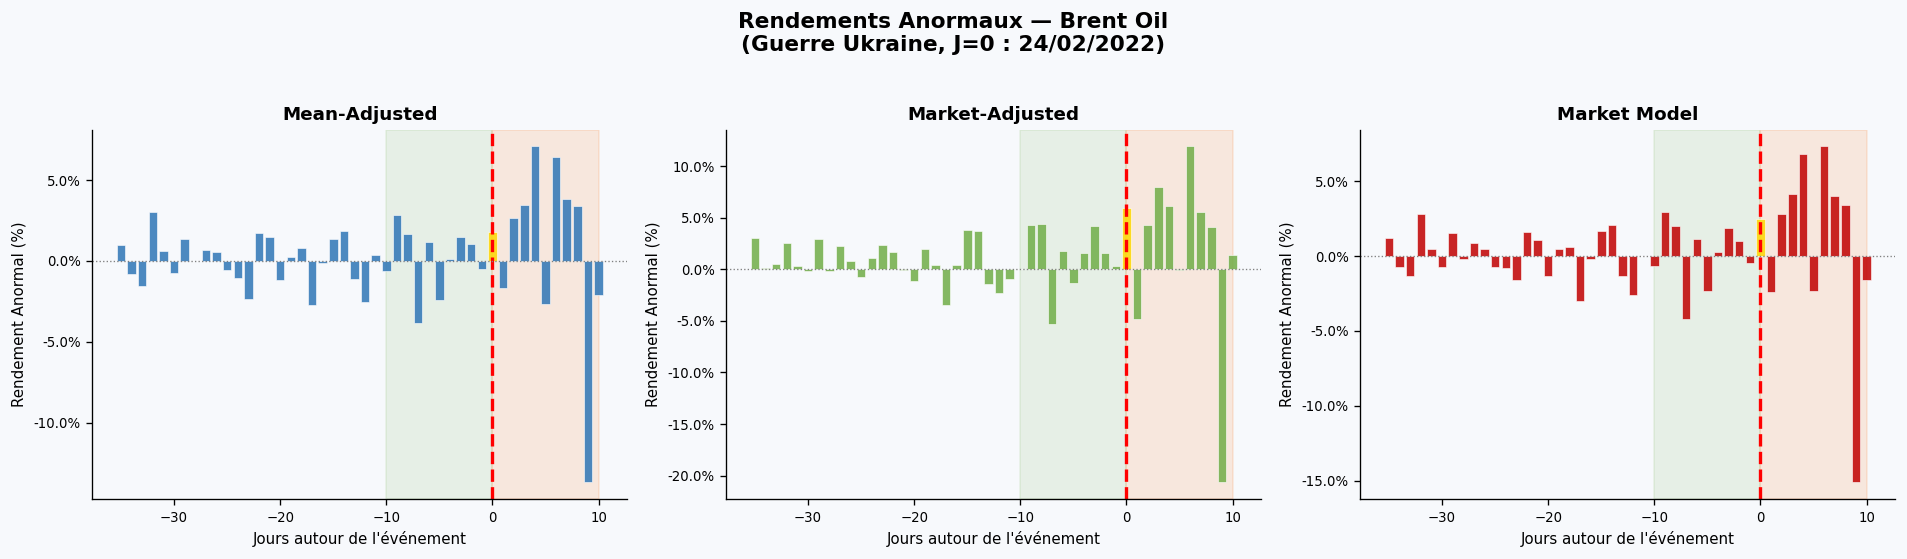 Rendements Anormaux — Brent Oil
(Guerre Ukraine, J=0 : 24/02/2022)
Mean-Adjusted
Rendement Anormal (%)
5.0%
0.0%
-5.0%
-10.0%
−30
−20
−10
0
10
Jours autour de l'événement
Market-Adjusted
Rendement Anormal (%)
10.0%
5.0%
0.0%
-5.0%
-10.0%
-15.0%
-20.0%
−30
−20
−10
0
10
Jours autour de l'événement
Market Model
Rendement Anormal (%)
5.0%
0.0%
-5.0%
-10.0%
-15.0%
−30
−20
−10
0
10
Jours autour de l'événement